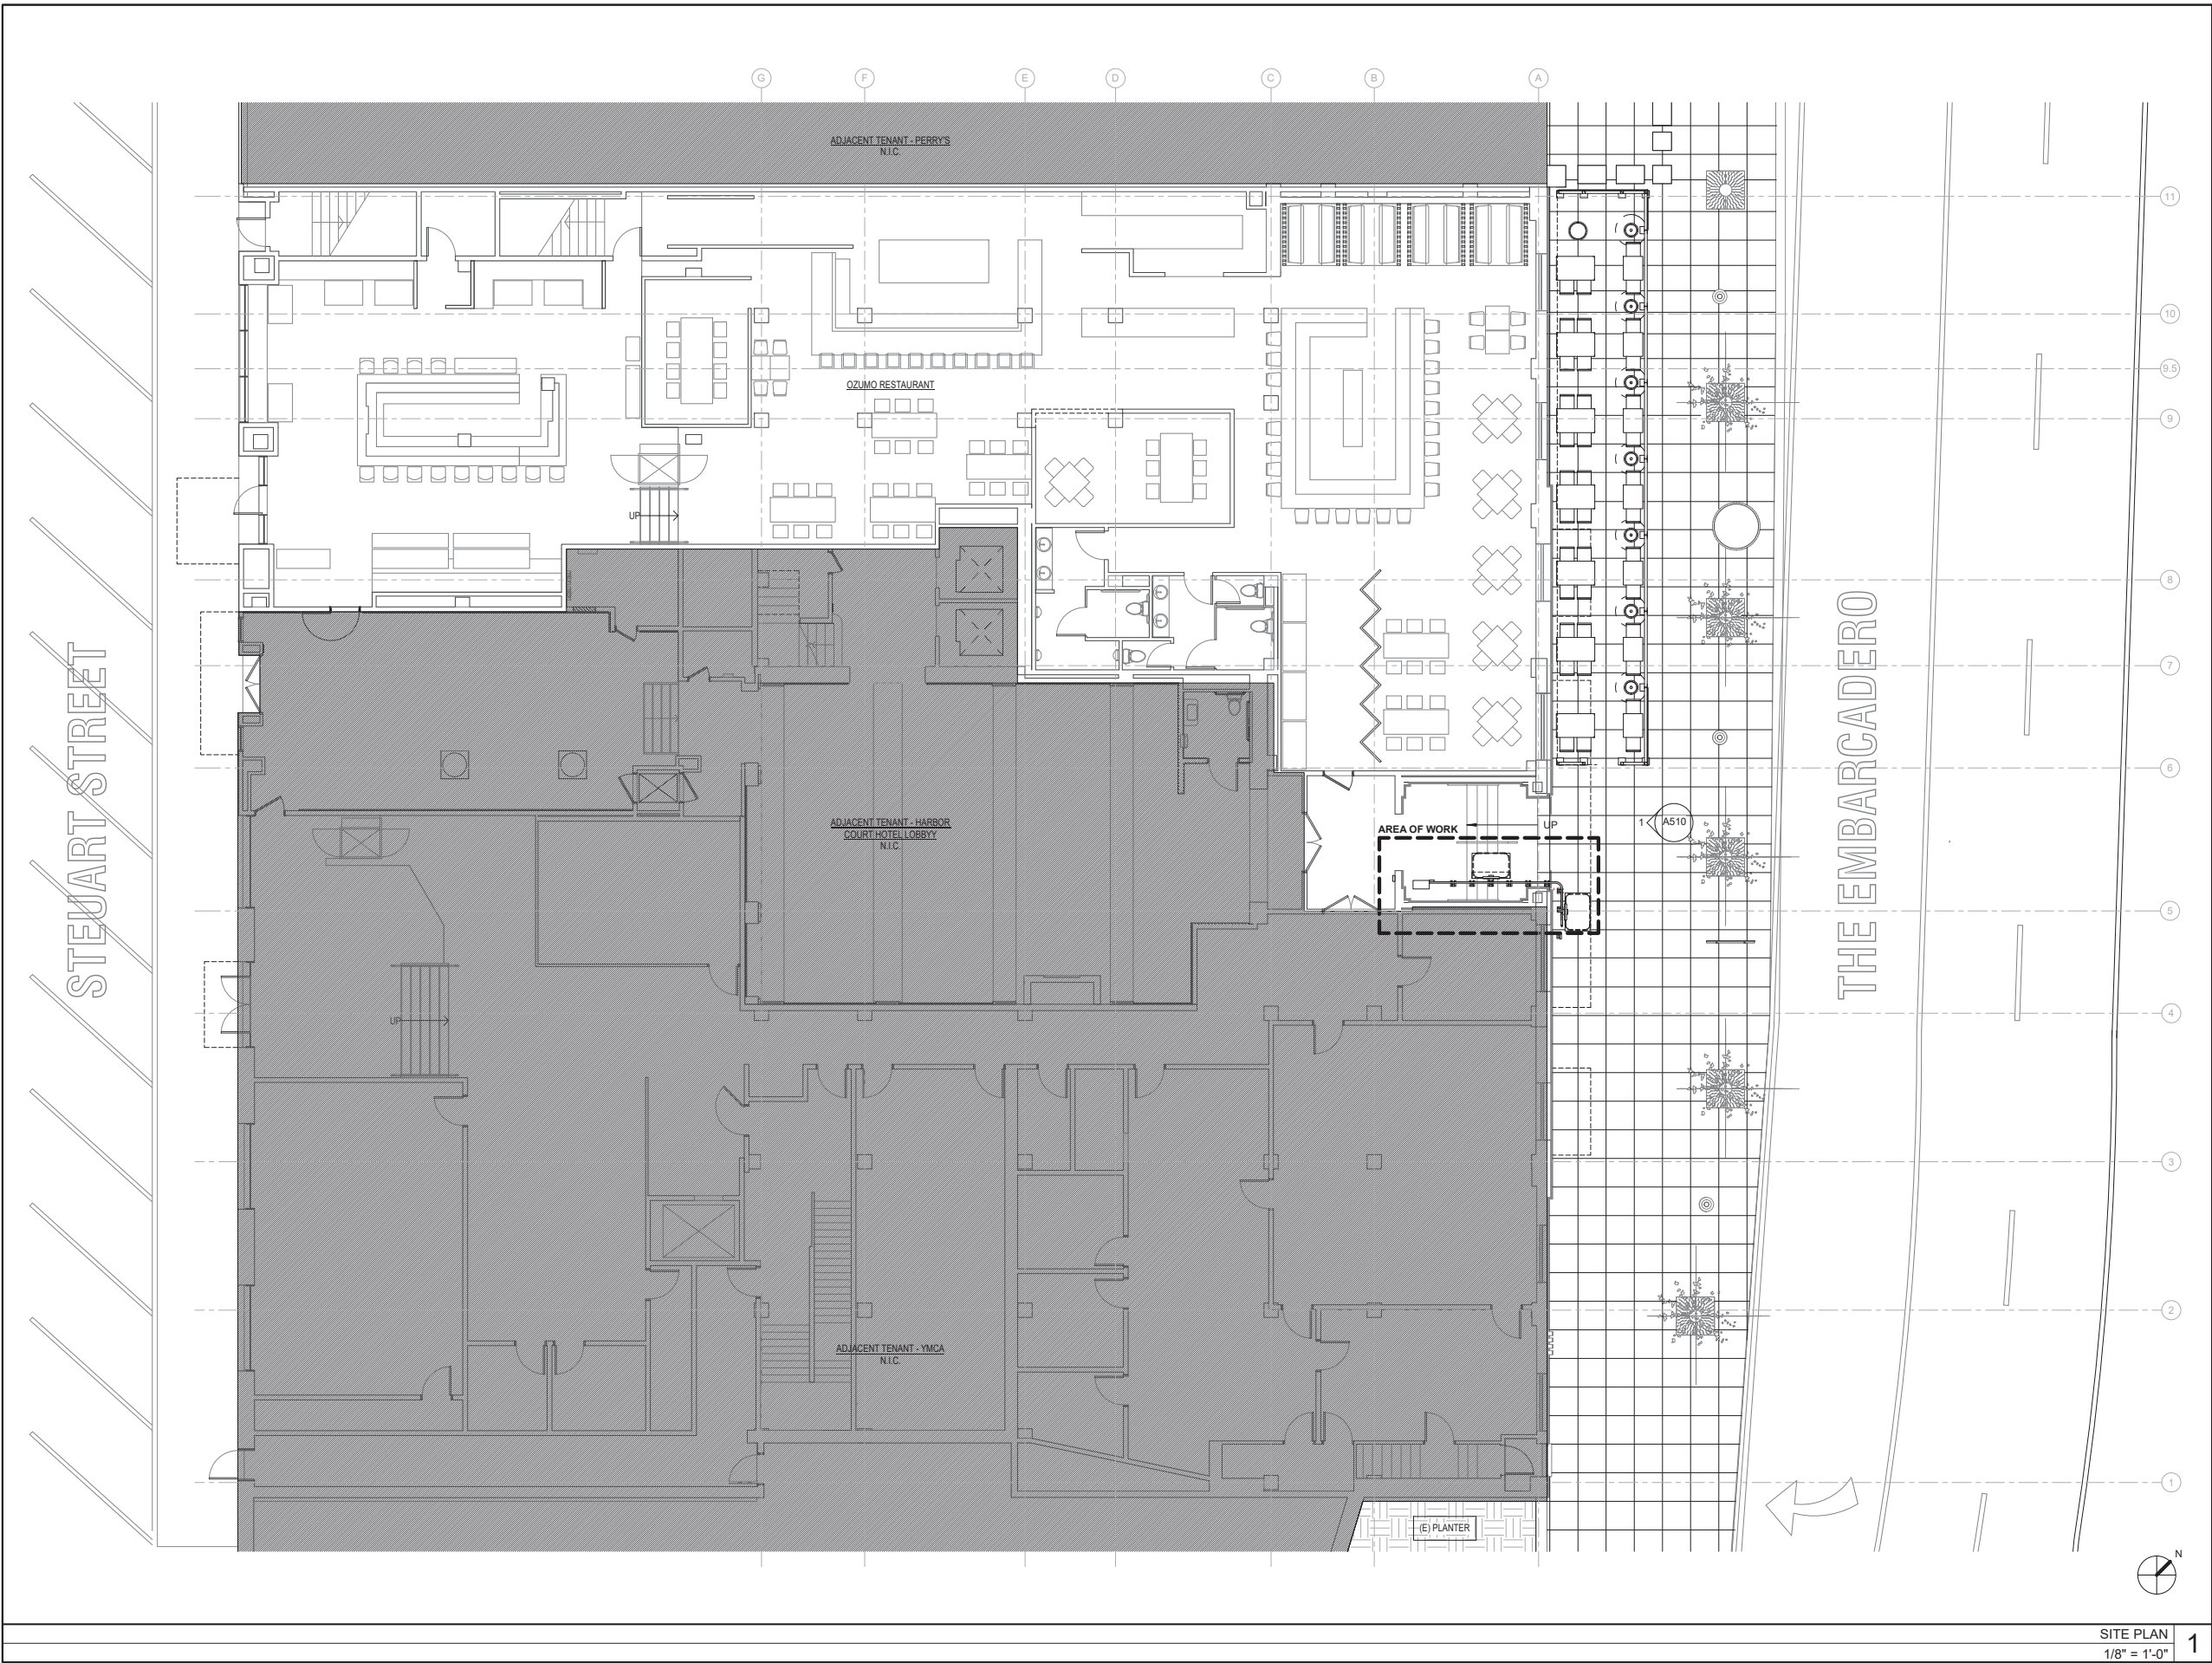 G
F
E
D
C
B
A
ADJACENT TENANT - PERRY'S
N.I.C.
11
10
OZUMO RESTAURANT
9.5
9
UP
8
7
6
STEUART STREET
THE EMBARCADERO
ADJACENT TENANT - HARBOR
COURT HOTEL LOBBYY
N.I.C.
AREA OF WORK
UP
1
A510
5
UP
4
3
2
ADJACENT TENANT - YMCA
N.I.C.
1
(E) PLANTER
N
SITE PLAN
1/8" = 1'-0"
1